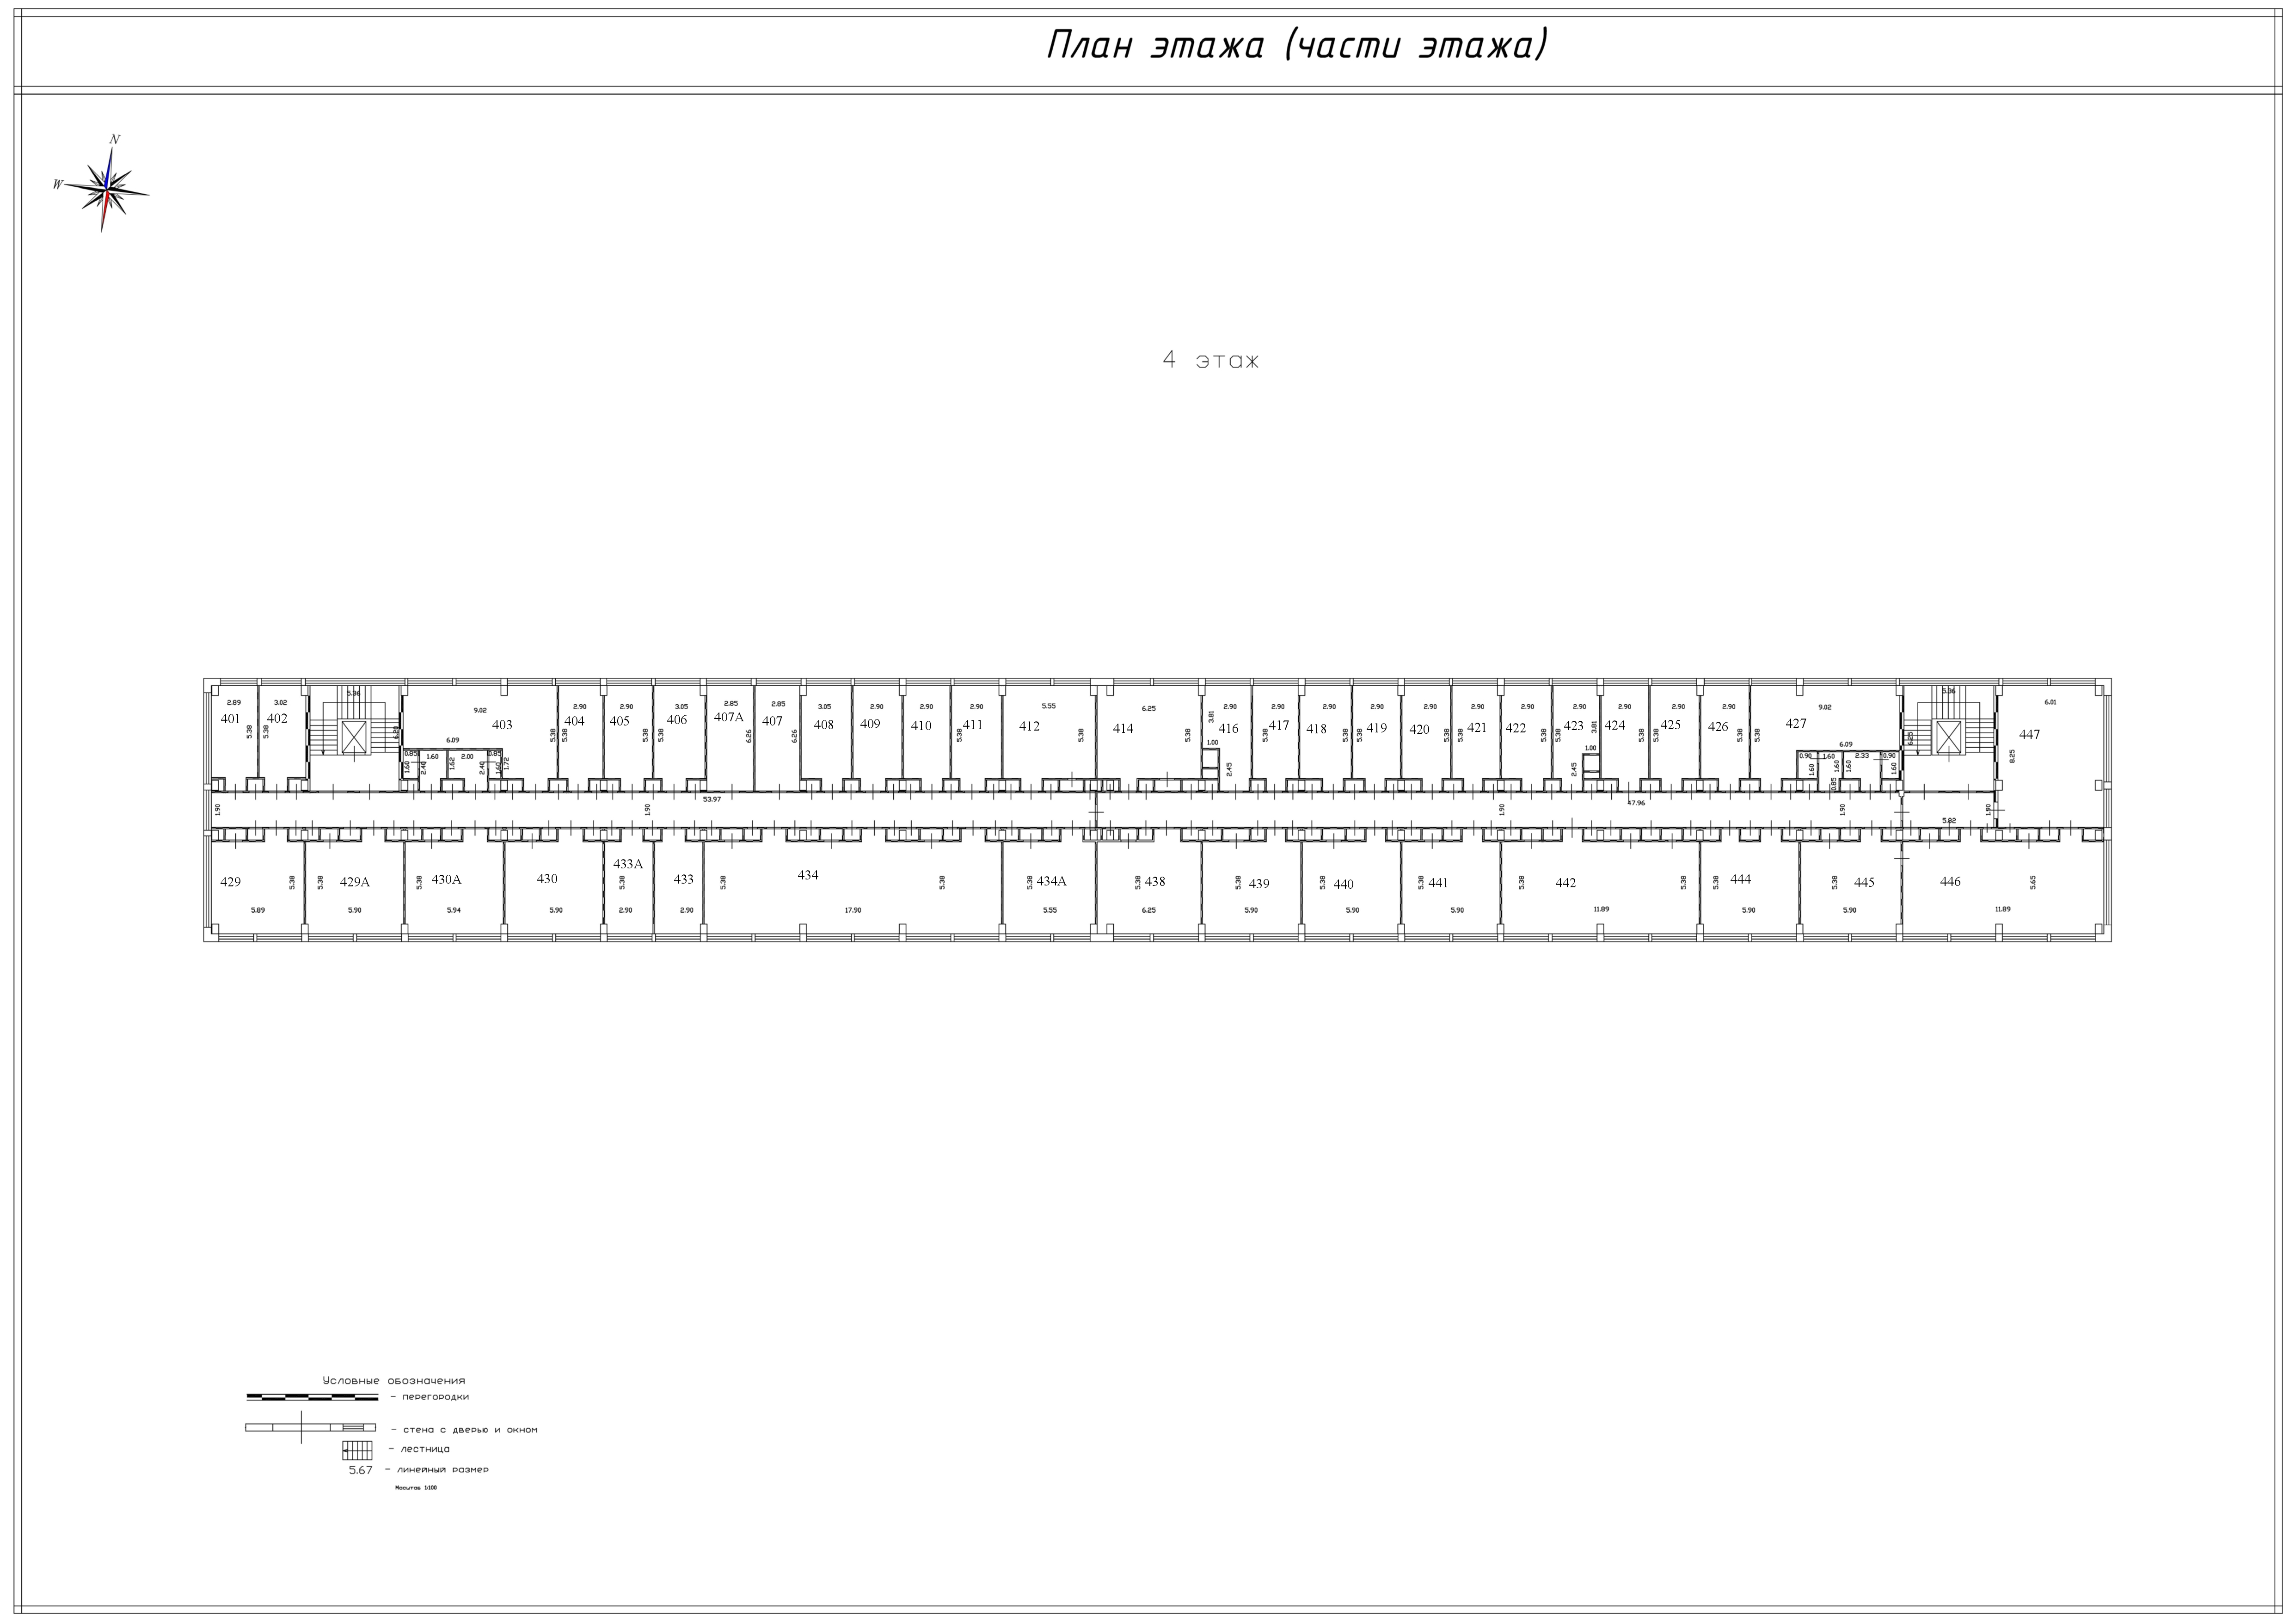 План этажа (части этажа)
N
W
4 этаж
2.89 3.02 5.36 9.02 2.90 2.90 3.05 2.85 2.85 3.05 2.90 2.90 2.90 5.55 6.25 2.90 2.90 2.90 2.90 2.90 2.90 2.90 2.90 2.90 2.90 2.90 9.02 5.36 6.01
401 402 403 404 405 406 407А 407 408 409 410 411 412 414 416 417 418 419 420 421 422 423 424 425 426 427 447
5.38 5.38 6.20 5.38 5.38 5.38 5.38 6.26 6.26 5.38 5.38 5.38 3.81 5.38 5.38 5.38 5.38 5.38 5.38 5.38 3.81 5.38 5.38 5.38 5.38 6.25 8.25
6.09 1.00 1.00 6.09
0.85 1.60 2.00 0.85 0.90 1.60 2.33 0.90
1.60 2.40 1.62 2.40 1.60 1.72 2.45 2.45 1.60 1.60 1.60 1.60
0.85
53.97 47.96
1.90 1.90 1.90 1.90 1.90
5.82
433А
429 429А 430А 430 433 434 434А 438 439 440 441 442 444 445 446
5.38 5.38 5.38 5.38 5.38 5.38 5.38 5.38 5.38 5.38 5.38 5.38 5.38 5.38 5.38 5.65
5.89 5.90 5.94 5.90 2.90 2.90 17.90 5.55 6.25 5.90 5.90 5.90 11.89 5.90 5.90 11.89
Условные обозначения
- перегородки
- стена с дверью и окном
- лестница
5.67 - линейный размер
Масштаб 1:100